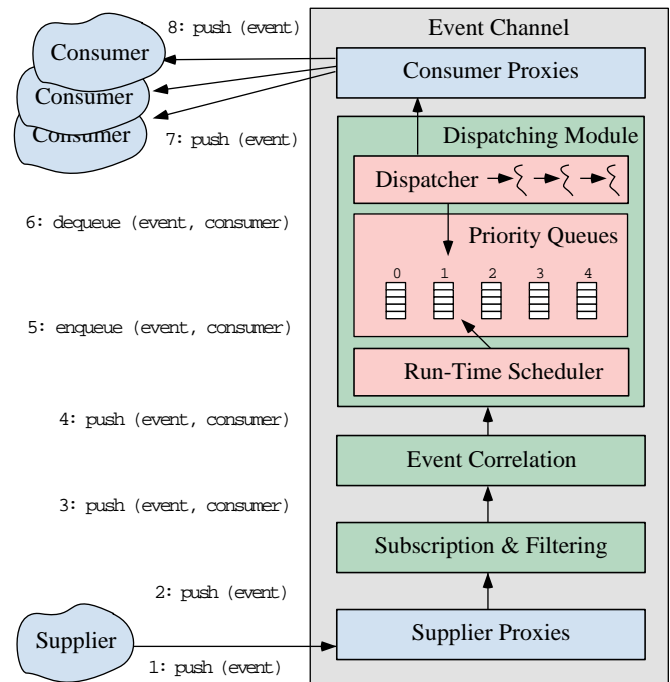 8: push (event)
Event Channel
Consumer
Consumer Proxies
Consumer
Consumer
7: push (event)
Dispatching Module
Dispatcher
6: dequeue (event, consumer)
Priority Queues
0 1 2 3 4
5: enqueue (event, consumer)
Run-Time Scheduler
4: push (event, consumer)
Event Correlation
3: push (event, consumer)
Subscription & Filtering
2: push (event)
Supplier
Supplier Proxies
1: push (event)